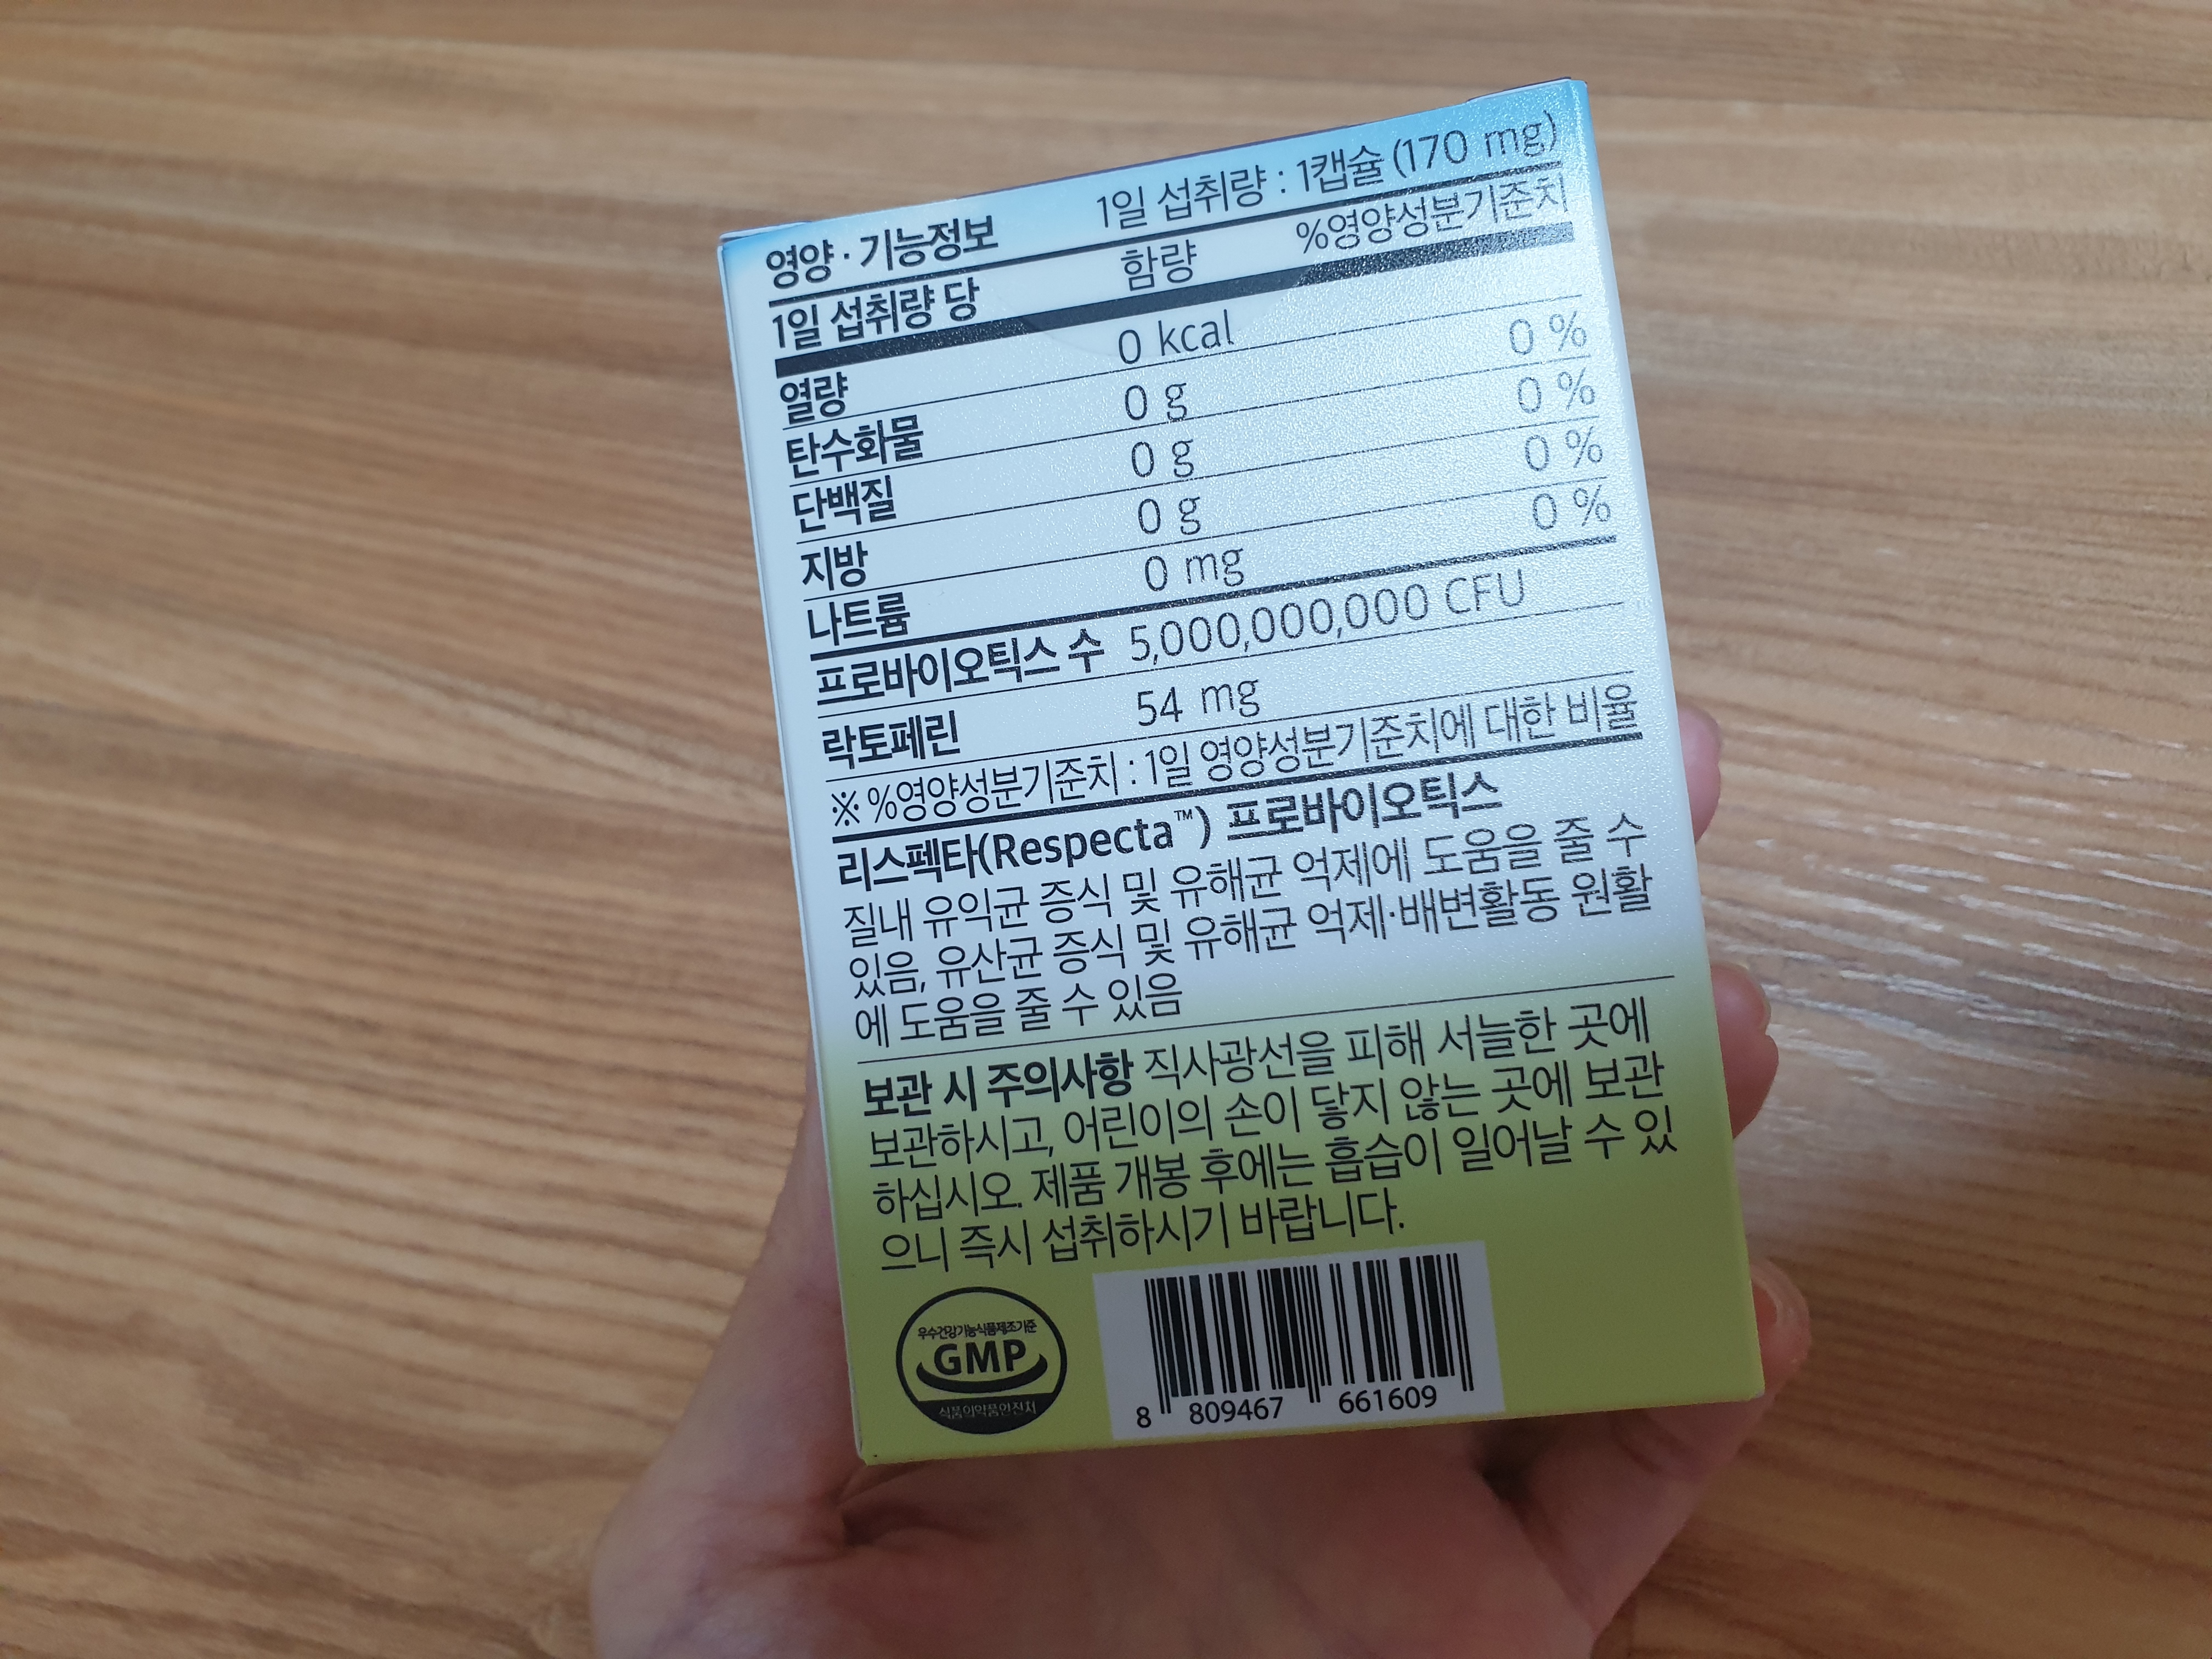 영양·기능정보 1일 섭취량 : 1캡슐 (170 mg)
1일 섭취량 당 함량 %영양성분기준치
열량 0 kcal
탄수화물 0 g 0 %
단백질 0 g 0 %
지방 0 g 0 %
나트륨 0 mg 0 %
프로바이오틱스 수 5,000,000,000 CFU
락토페린 54 mg
※ %영양성분기준치 : 1일 영양성분기준치에 대한 비율
리스펙타(Respecta™) 프로바이오틱스
질내 유익균 증식 및 유해균 억제에 도움을 줄 수
있음, 유산균 증식 및 유해균 억제·배변활동 원활
에 도움을 줄 수 있음
보관 시 주의사항 직사광선을 피해 서늘한 곳에
보관하시고, 어린이의 손이 닿지 않는 곳에 보관
하십시오. 제품 개봉 후에는 흡습이 일어날 수 있
으니 즉시 섭취하시기 바랍니다.
우수건강기능식품제조기준
GMP
식품의약품안전처
8 809467 661609